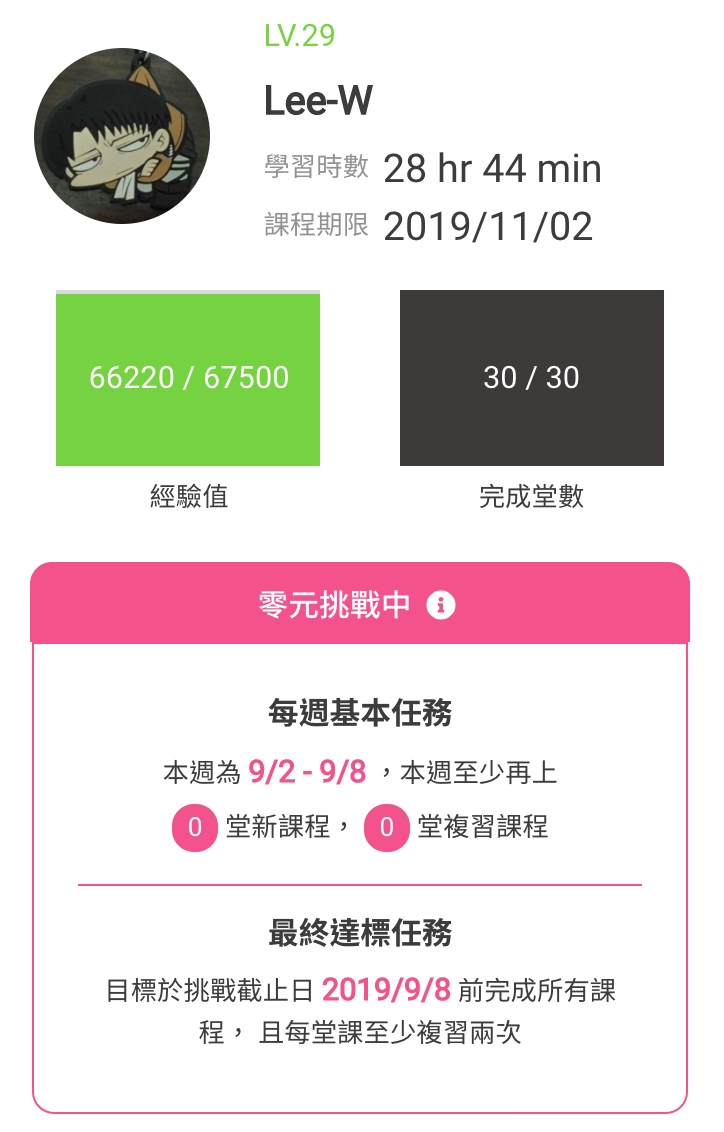 LV.29
Lee-W
學習時數 28 hr 44 min
課程期限 2019/11/02
66220 / 67500
30 / 30
經驗值
完成堂數
零元挑戰中
每週基本任務
本週為 9/2 - 9/8 ，本週至少再上
0 堂新課程， 0 堂複習課程
最終達標任務
目標於挑戰截止日 2019/9/8 前完成所有課
程， 且每堂課至少複習兩次